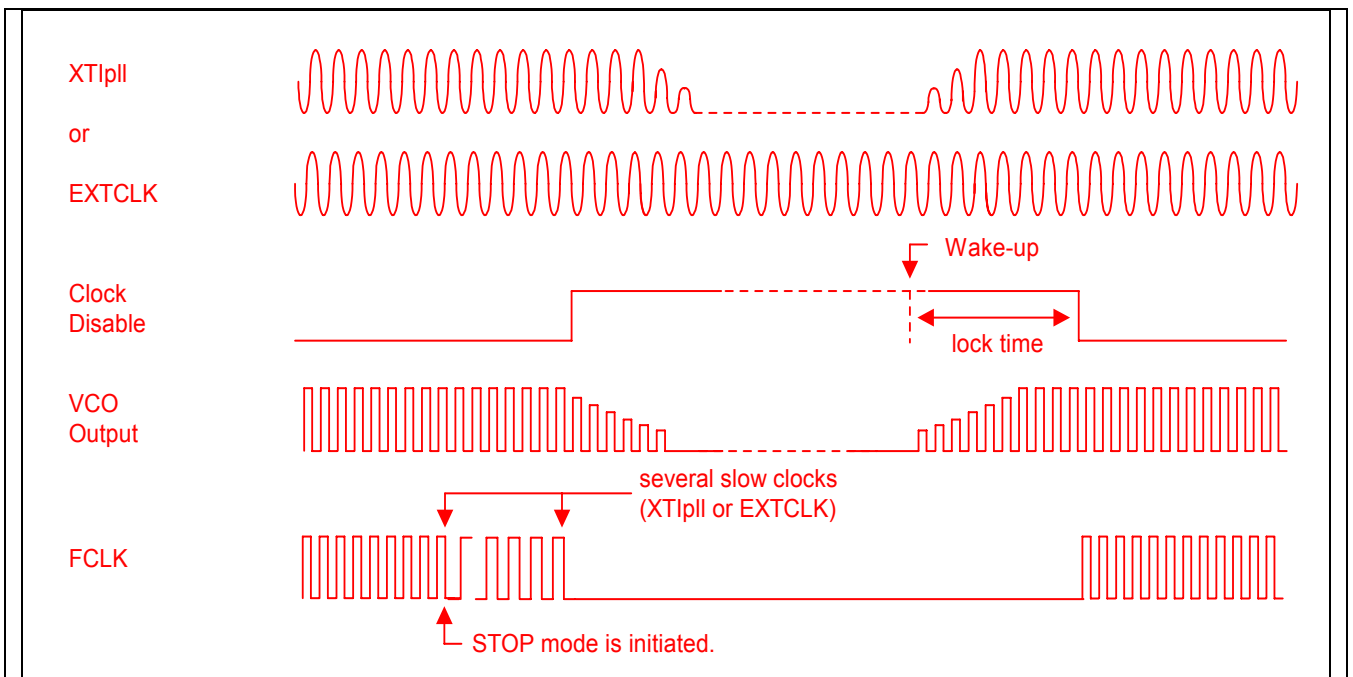 XTIpll
or
EXTCLK
Wake-up
Clock
Disable
lock time
VCO
Output
several slow clocks
(XTIpll or EXTCLK)
FCLK
STOP mode is initiated.